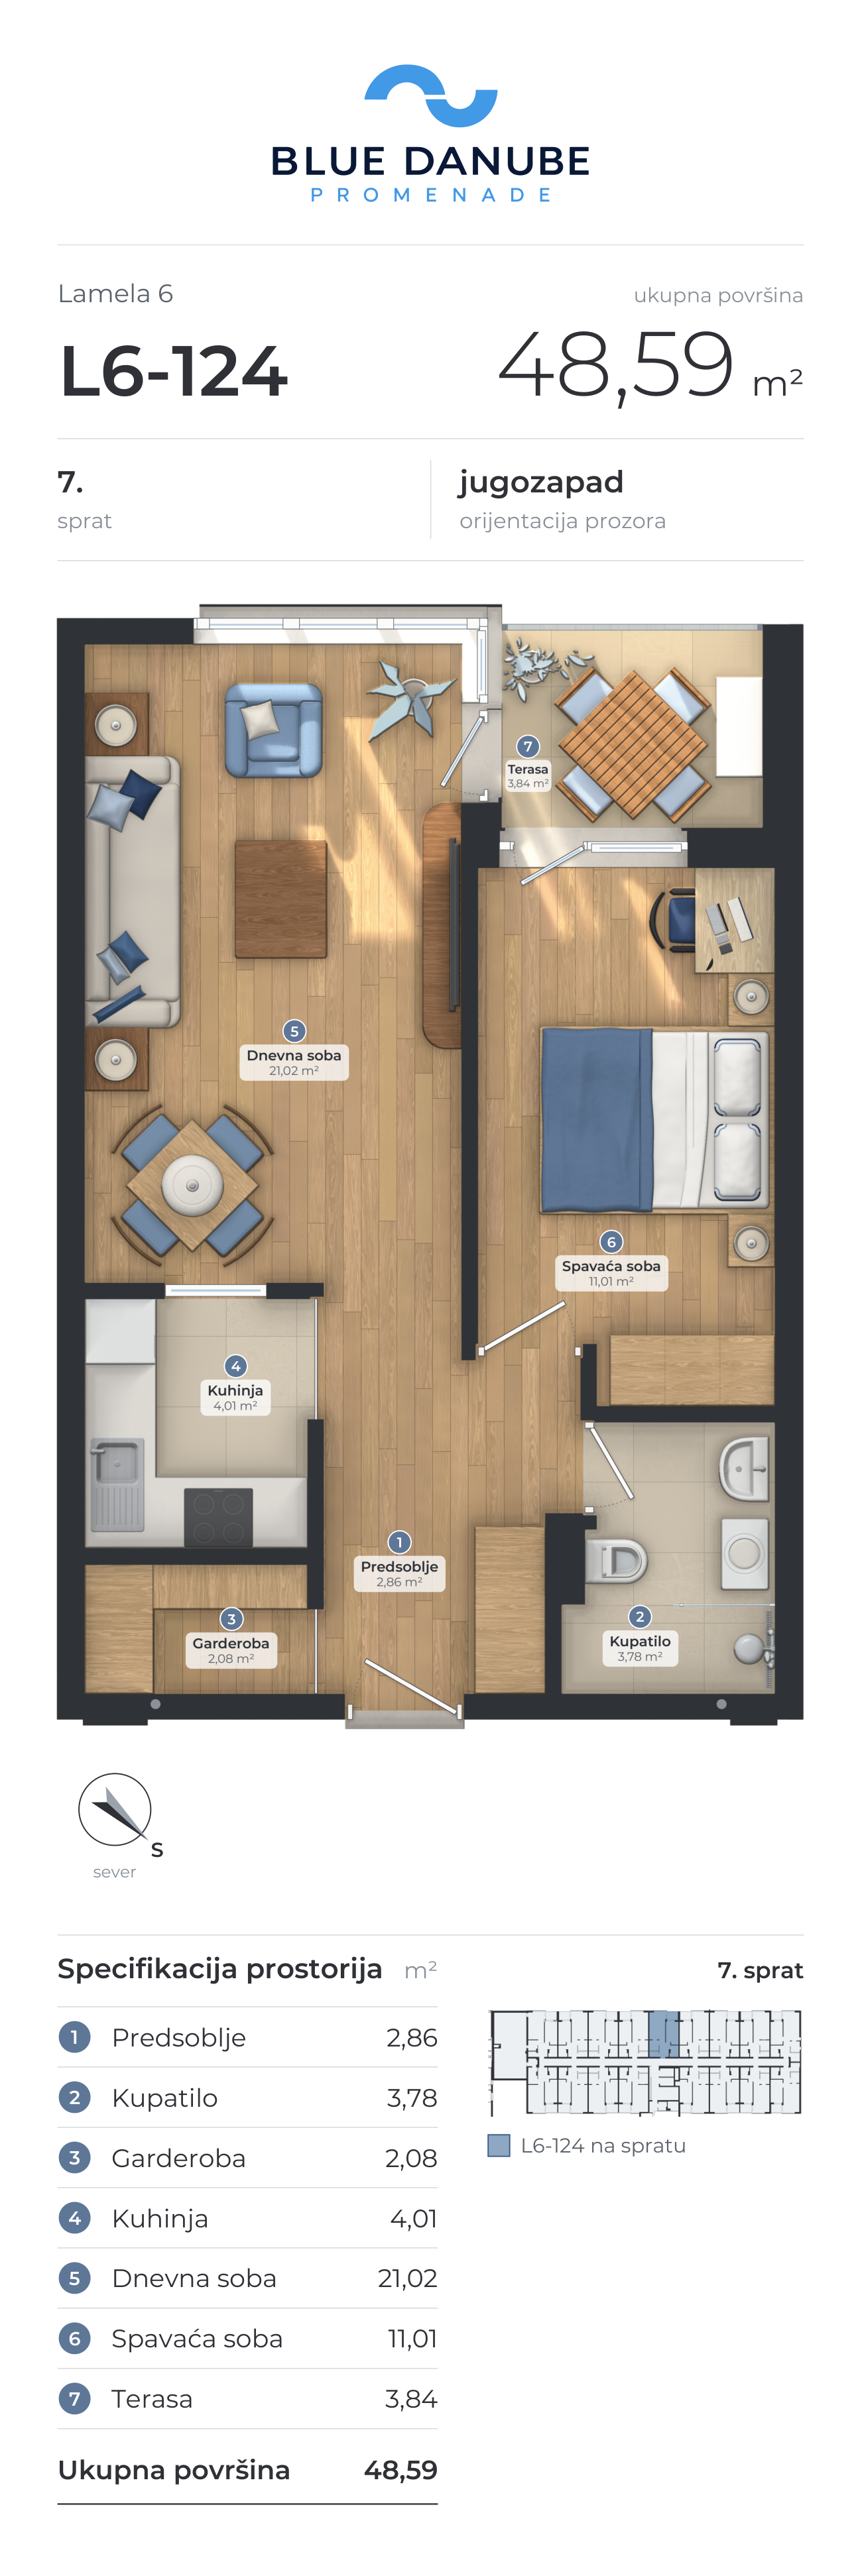 BLUE DANUBE
PROMENADE
Lamela 6
ukupna površina
L6-124
48,59 m²
7.
sprat
jugozapad
orijentacija prozora
7
Terasa
3,84 m²
5
Dnevna soba
21,02 m²
6
Spavaća soba
11,01 m²
4
Kuhinja
4,01 m²
1
Predsoblje
2,86 m²
3
Garderoba
2,08 m²
2
Kupatilo
3,78 m²
S
sever
Specifikacija prostorija m²
1 Predsoblje 2,86
2 Kupatilo 3,78
3 Garderoba 2,08
4 Kuhinja 4,01
5 Dnevna soba 21,02
6 Spavaća soba 11,01
7 Terasa 3,84
Ukupna površina 48,59
7. sprat
L6-124 na spratu